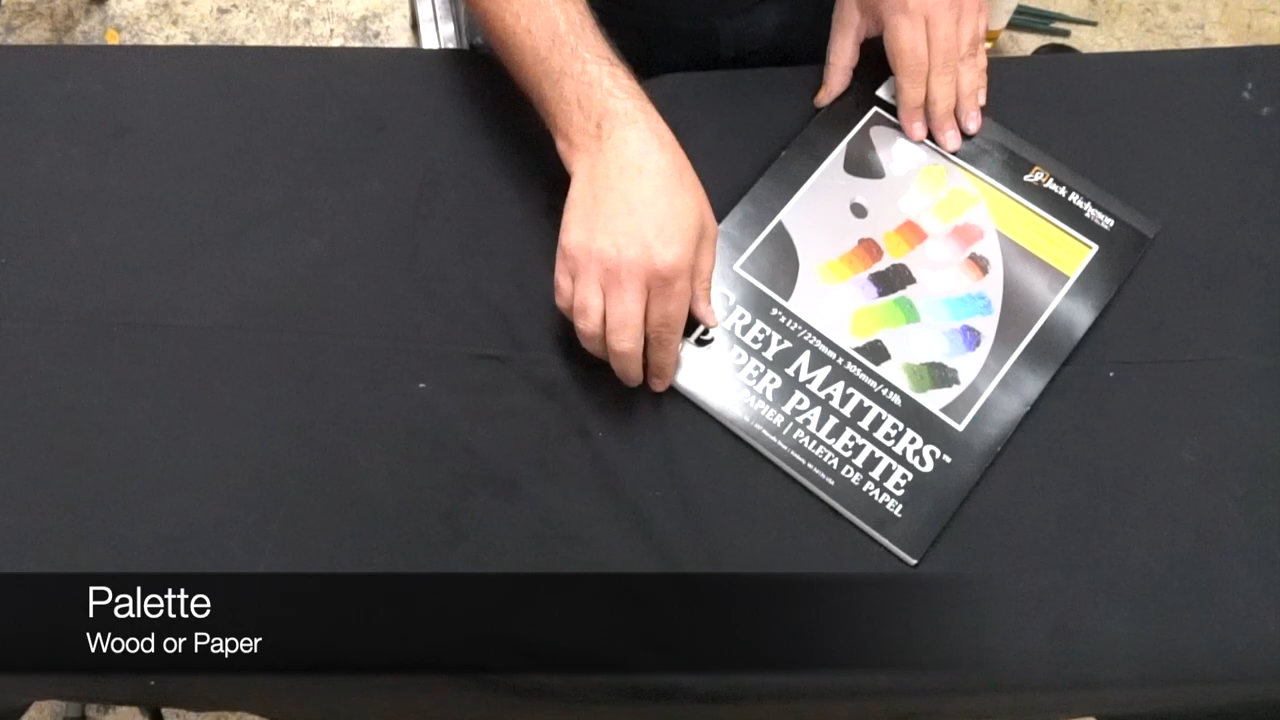 Jack Richeson
9"x12"/229mm x 305mm/43lb.
GREY MATTERS™
PAPER PALETTE
PAPIER | PALETA DE PAPEL
Palette
Wood or Paper